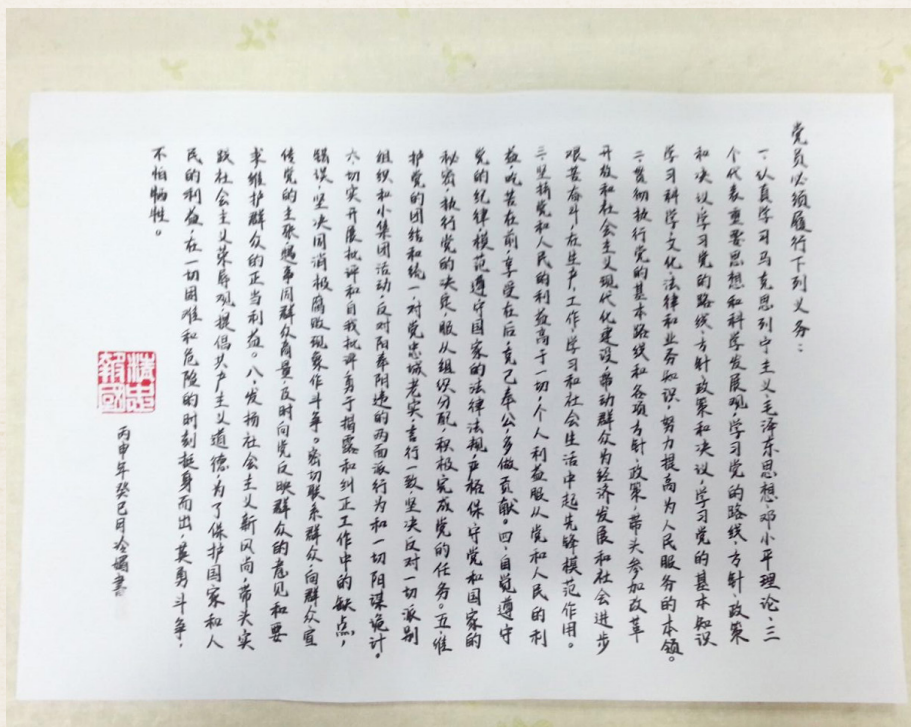 党员必须履行下列义务：
一、认真学习马克思列宁主义、毛泽东思想、邓小平理论、三
个代表重要思想和科学发展观，学习党的路线、方针、政策
和决议学习党的路线、方针政策和决议，学习党的基本知识
学习科学、文化、法律和业务知识，努力提高为人民服务的本领。
二、贯彻执行党的基本路线和各项方针、政策，带头参加改革
开放和社会主义现代化建设，带动群众为经济发展和社会进步
艰苦奋斗，在生产、工作、学习和社会生活中起先锋模范作用。
三、坚持党和人民的利益高于一切，个人利益服从党和人民的利
益，吃苦在前，享受在后，克己奉公，多做贡献。四、自觉遵守
党的纪律，模范遵守国家的法律法规，严格保守党和国家的
秘密，执行党的决定，服从组织分配，积极完成党的任务。五、维
护党的团结和统一，对党忠诚老实，言行一致，坚决反对一切派别
组织和小集团活动，反对阳奉阴违的两面派行为和一切阴谋诡计。
六、切实开展批评和自我批评，勇于揭露和纠正工作中的缺点，
错误，坚决同消极腐败现象作斗争。密切联系群众，向群众宣
传党的主张，遇事同群众商量，及时向党反映群众的意见和要
求，维护群众的正当利益。八、发扬社会主义新风尚，带头实
践社会主义荣辱观，提倡共产主义道德，为了保护国家和人
民的利益，在一切困难和危险的时刻挺身而出，英勇斗争，
不怕牺牲。
精忠報國
丙申年癸巳月冷媚書